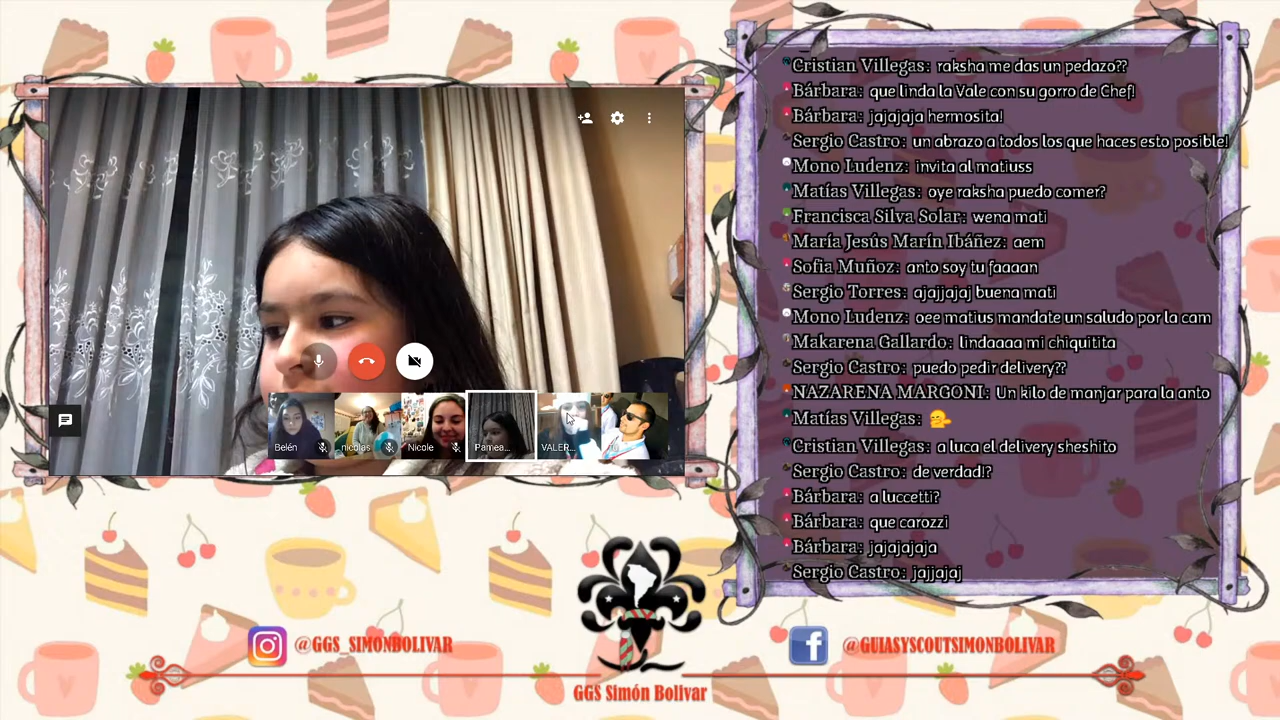 Belén
nicolas
Nicole
Pamea...
VALER...
Cristian Villegas: raksha me das un pedazo??
Bárbara: que linda la Vale con su gorro de Chef!
Bárbara: jajajaja hermosita!
Sergio Castro: un abrazo a todos los que haces esto posible!
Mono Ludenz: invita al matiuss
Matías Villegas: oye raksha puedo comer?
Francisca Silva Solar: wena mati
María Jesús Marín Ibáñez: aem
Sofia Muñoz: anto soy tu faaaan
Sergio Torres: ajajjajaj buena mati
Mono Ludenz: oee matius mandate un saludo por la cam
Makarena Gallardo: lindaaaa mi chiquitita
Sergio Castro: puedo pedir delivery??
NAZARENA MARGONI: Un kilo de manjar para la anto
Matías Villegas:
Cristian Villegas: a luca el delivery sheshito
Sergio Castro: de verdad!?
Bárbara: a luccetti?
Bárbara: que carozzi
Bárbara: jajajajaja
Sergio Castro: jajjajaj
@GGS_SIMONBOLIVAR
@GUIASYSCOUTSIMONBOLIVAR
GGS Simón Bolivar